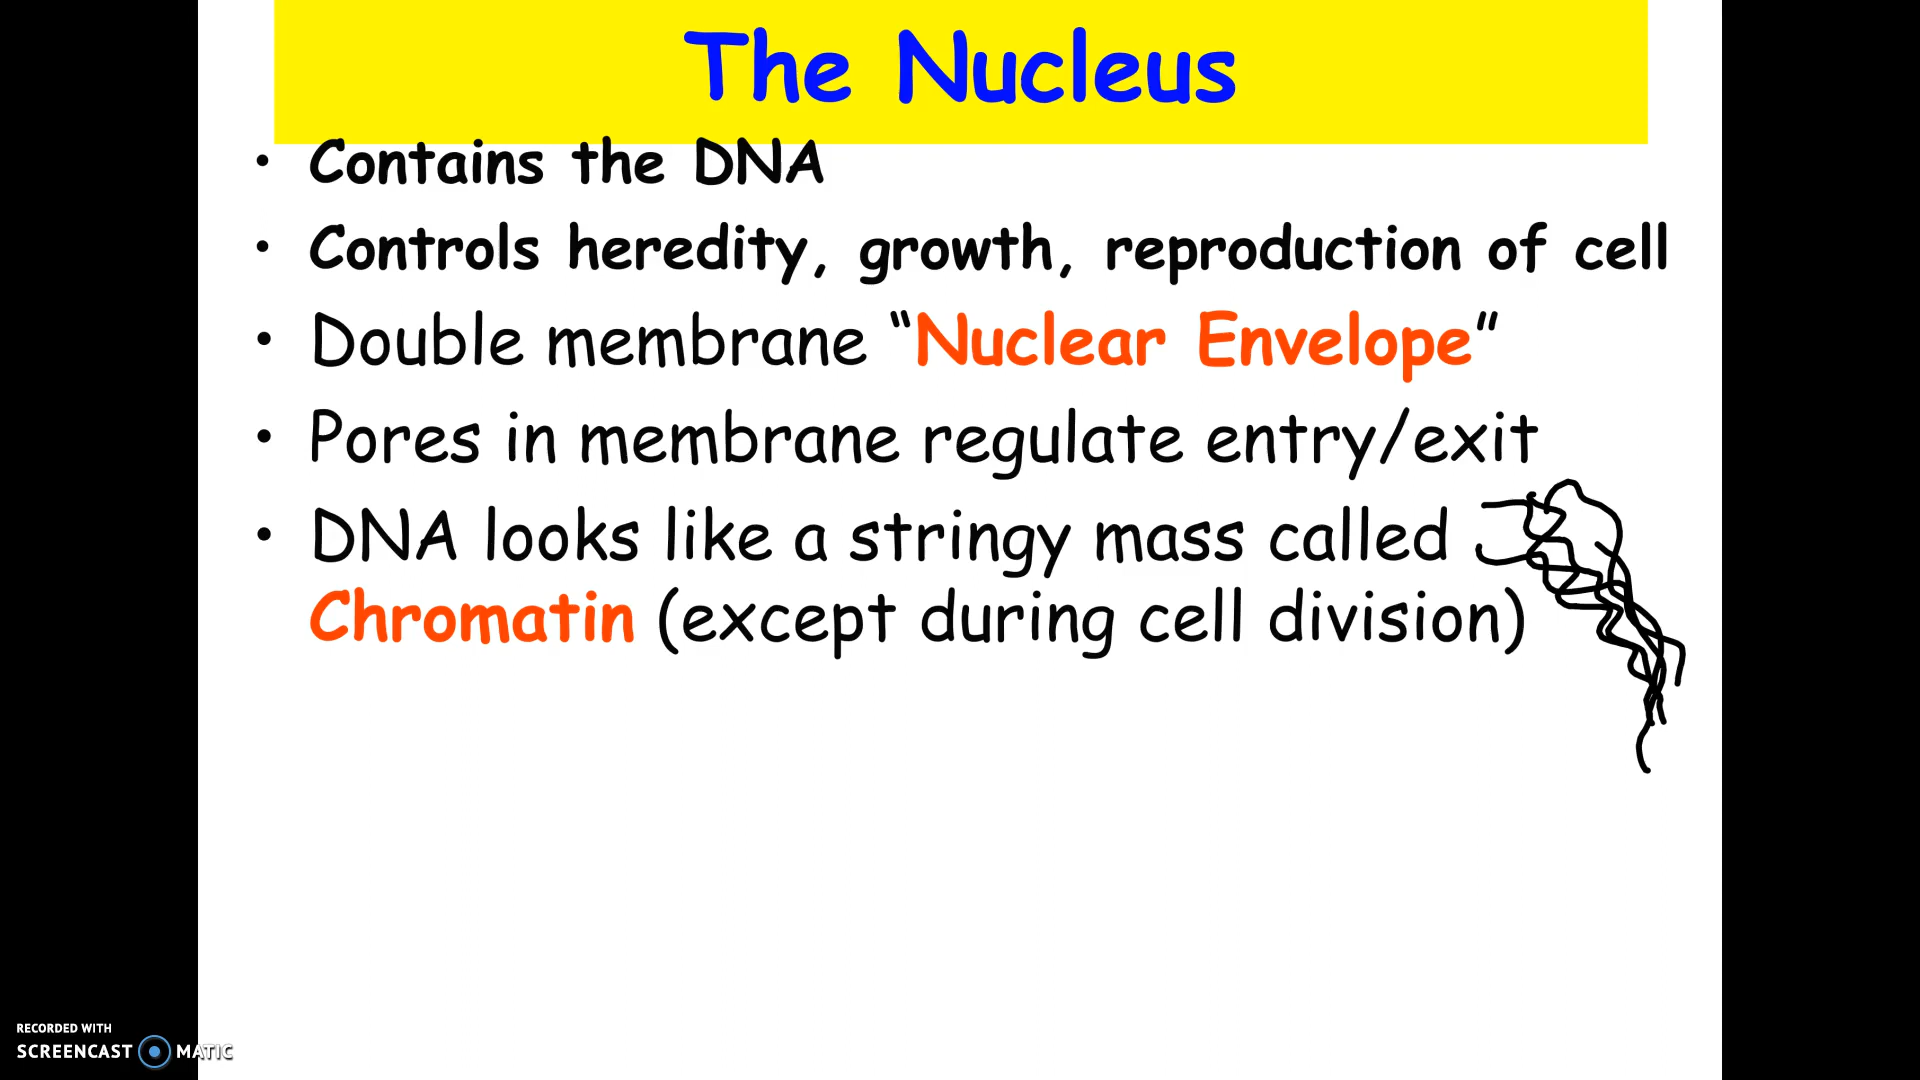 The Nucleus
• Contains the DNA
• Controls heredity, growth, reproduction of cell
• Double membrane “Nuclear Envelope”
• Pores in membrane regulate entry/exit
• DNA looks like a stringy mass called
Chromatin (except during cell division)
RECORDED WITH
SCREENCAST MATIC